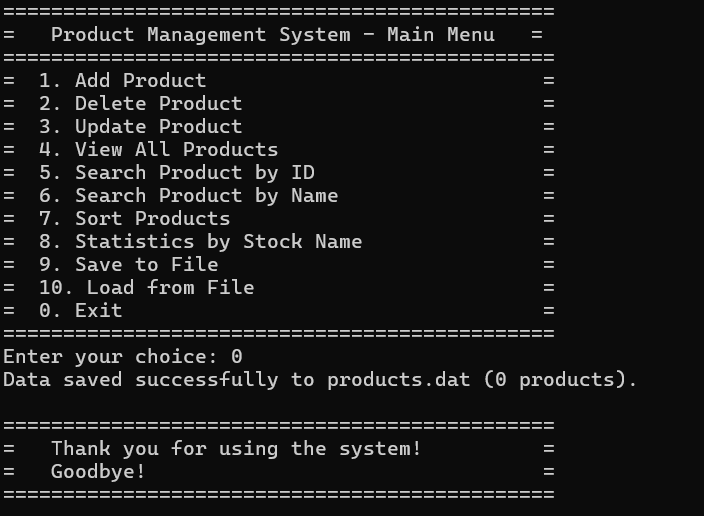 ==============================================
=   Product Management System - Main Menu   =
==============================================
=  1. Add Product                            =
=  2. Delete Product                         =
=  3. Update Product                         =
=  4. View All Products                      =
=  5. Search Product by ID                   =
=  6. Search Product by Name                 =
=  7. Sort Products                          =
=  8. Statistics by Stock Name               =
=  9. Save to File                           =
=  10. Load from File                        =
=  0. Exit                                   =
==============================================
Enter your choice: 0
Data saved successfully to products.dat (0 products).

==============================================
=   Thank you for using the system!          =
=   Goodbye!                                 =
==============================================